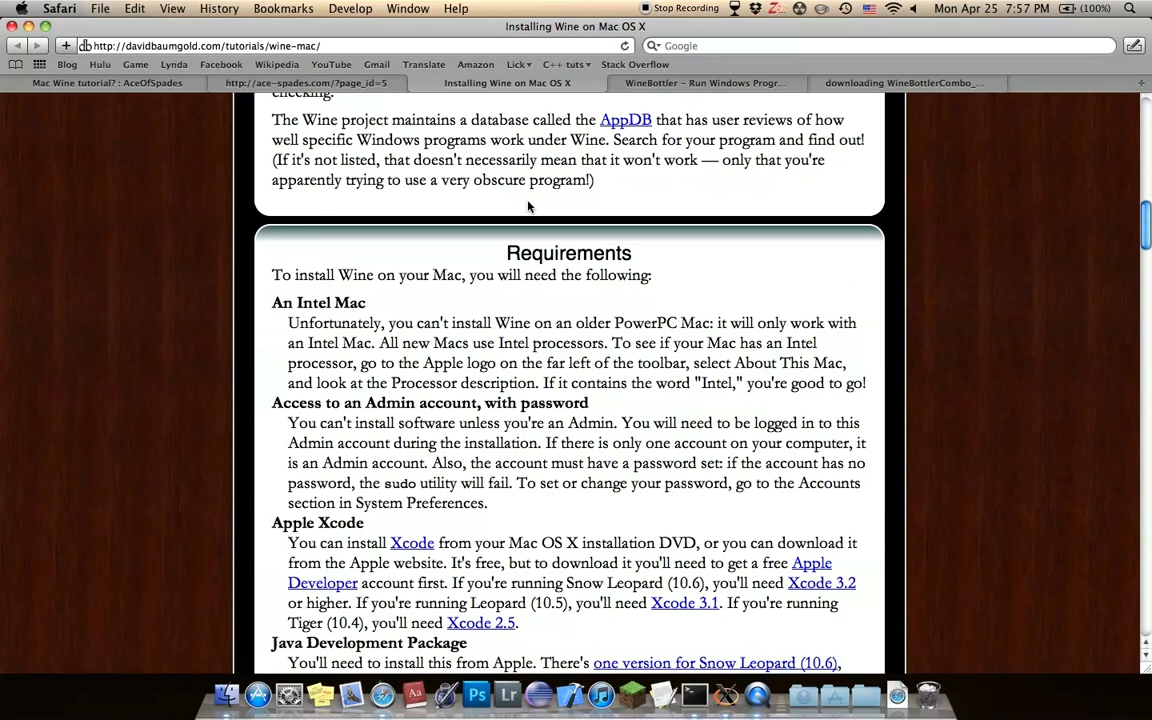 Safari File Edit View History Bookmarks Develop Window Help Stop Recording Mon Apr 25 7:57 PM (100%)
Installing Wine on Mac OS X
http://davidbaumgold.com/tutorials/wine-mac/ Google
Blog Hulu Game Lynda Facebook Wikipedia YouTube Gmail Translate Amazon Lick▼ C++ tuts▼ Stack Overflow
Mac Wine tutorial? : AceOfSpades http://ace-spades.com/?page_id=5 Installing Wine on Mac OS X WineBottler – Run Windows Progr... downloading WineBottlerCombo_...
checking.
The Wine project maintains a database called the AppDB that has user reviews of how
well specific Windows programs work under Wine. Search for your program and find out!
(If it's not listed, that doesn't necessarily mean that it won't work — only that you're
apparently trying to use a very obscure program!)
Requirements
To install Wine on your Mac, you will need the following:
An Intel Mac
Unfortunately, you can't install Wine on an older PowerPC Mac: it will only work with
an Intel Mac. All new Macs use Intel processors. To see if your Mac has an Intel
processor, go to the Apple logo on the far left of the toolbar, select About This Mac,
and look at the Processor description. If it contains the word "Intel," you're good to go!
Access to an Admin account, with password
You can't install software unless you're an Admin. You will need to be logged in to this
Admin account during the installation. If there is only one account on your computer, it
is an Admin account. Also, the account must have a password set: if the account has no
password, the sudo utility will fail. To set or change your password, go to the Accounts
section in System Preferences.
Apple Xcode
You can install Xcode from your Mac OS X installation DVD, or you can download it
from the Apple website. It's free, but to download it you'll need to get a free Apple
Developer account first. If you're running Snow Leopard (10.6), you'll need Xcode 3.2
or higher. If you're running Leopard (10.5), you'll need Xcode 3.1. If you're running
Tiger (10.4), you'll need Xcode 2.5.
Java Development Package
You'll need to install this from Apple. There's one version for Snow Leopard (10.6),
Aa Ps Lr